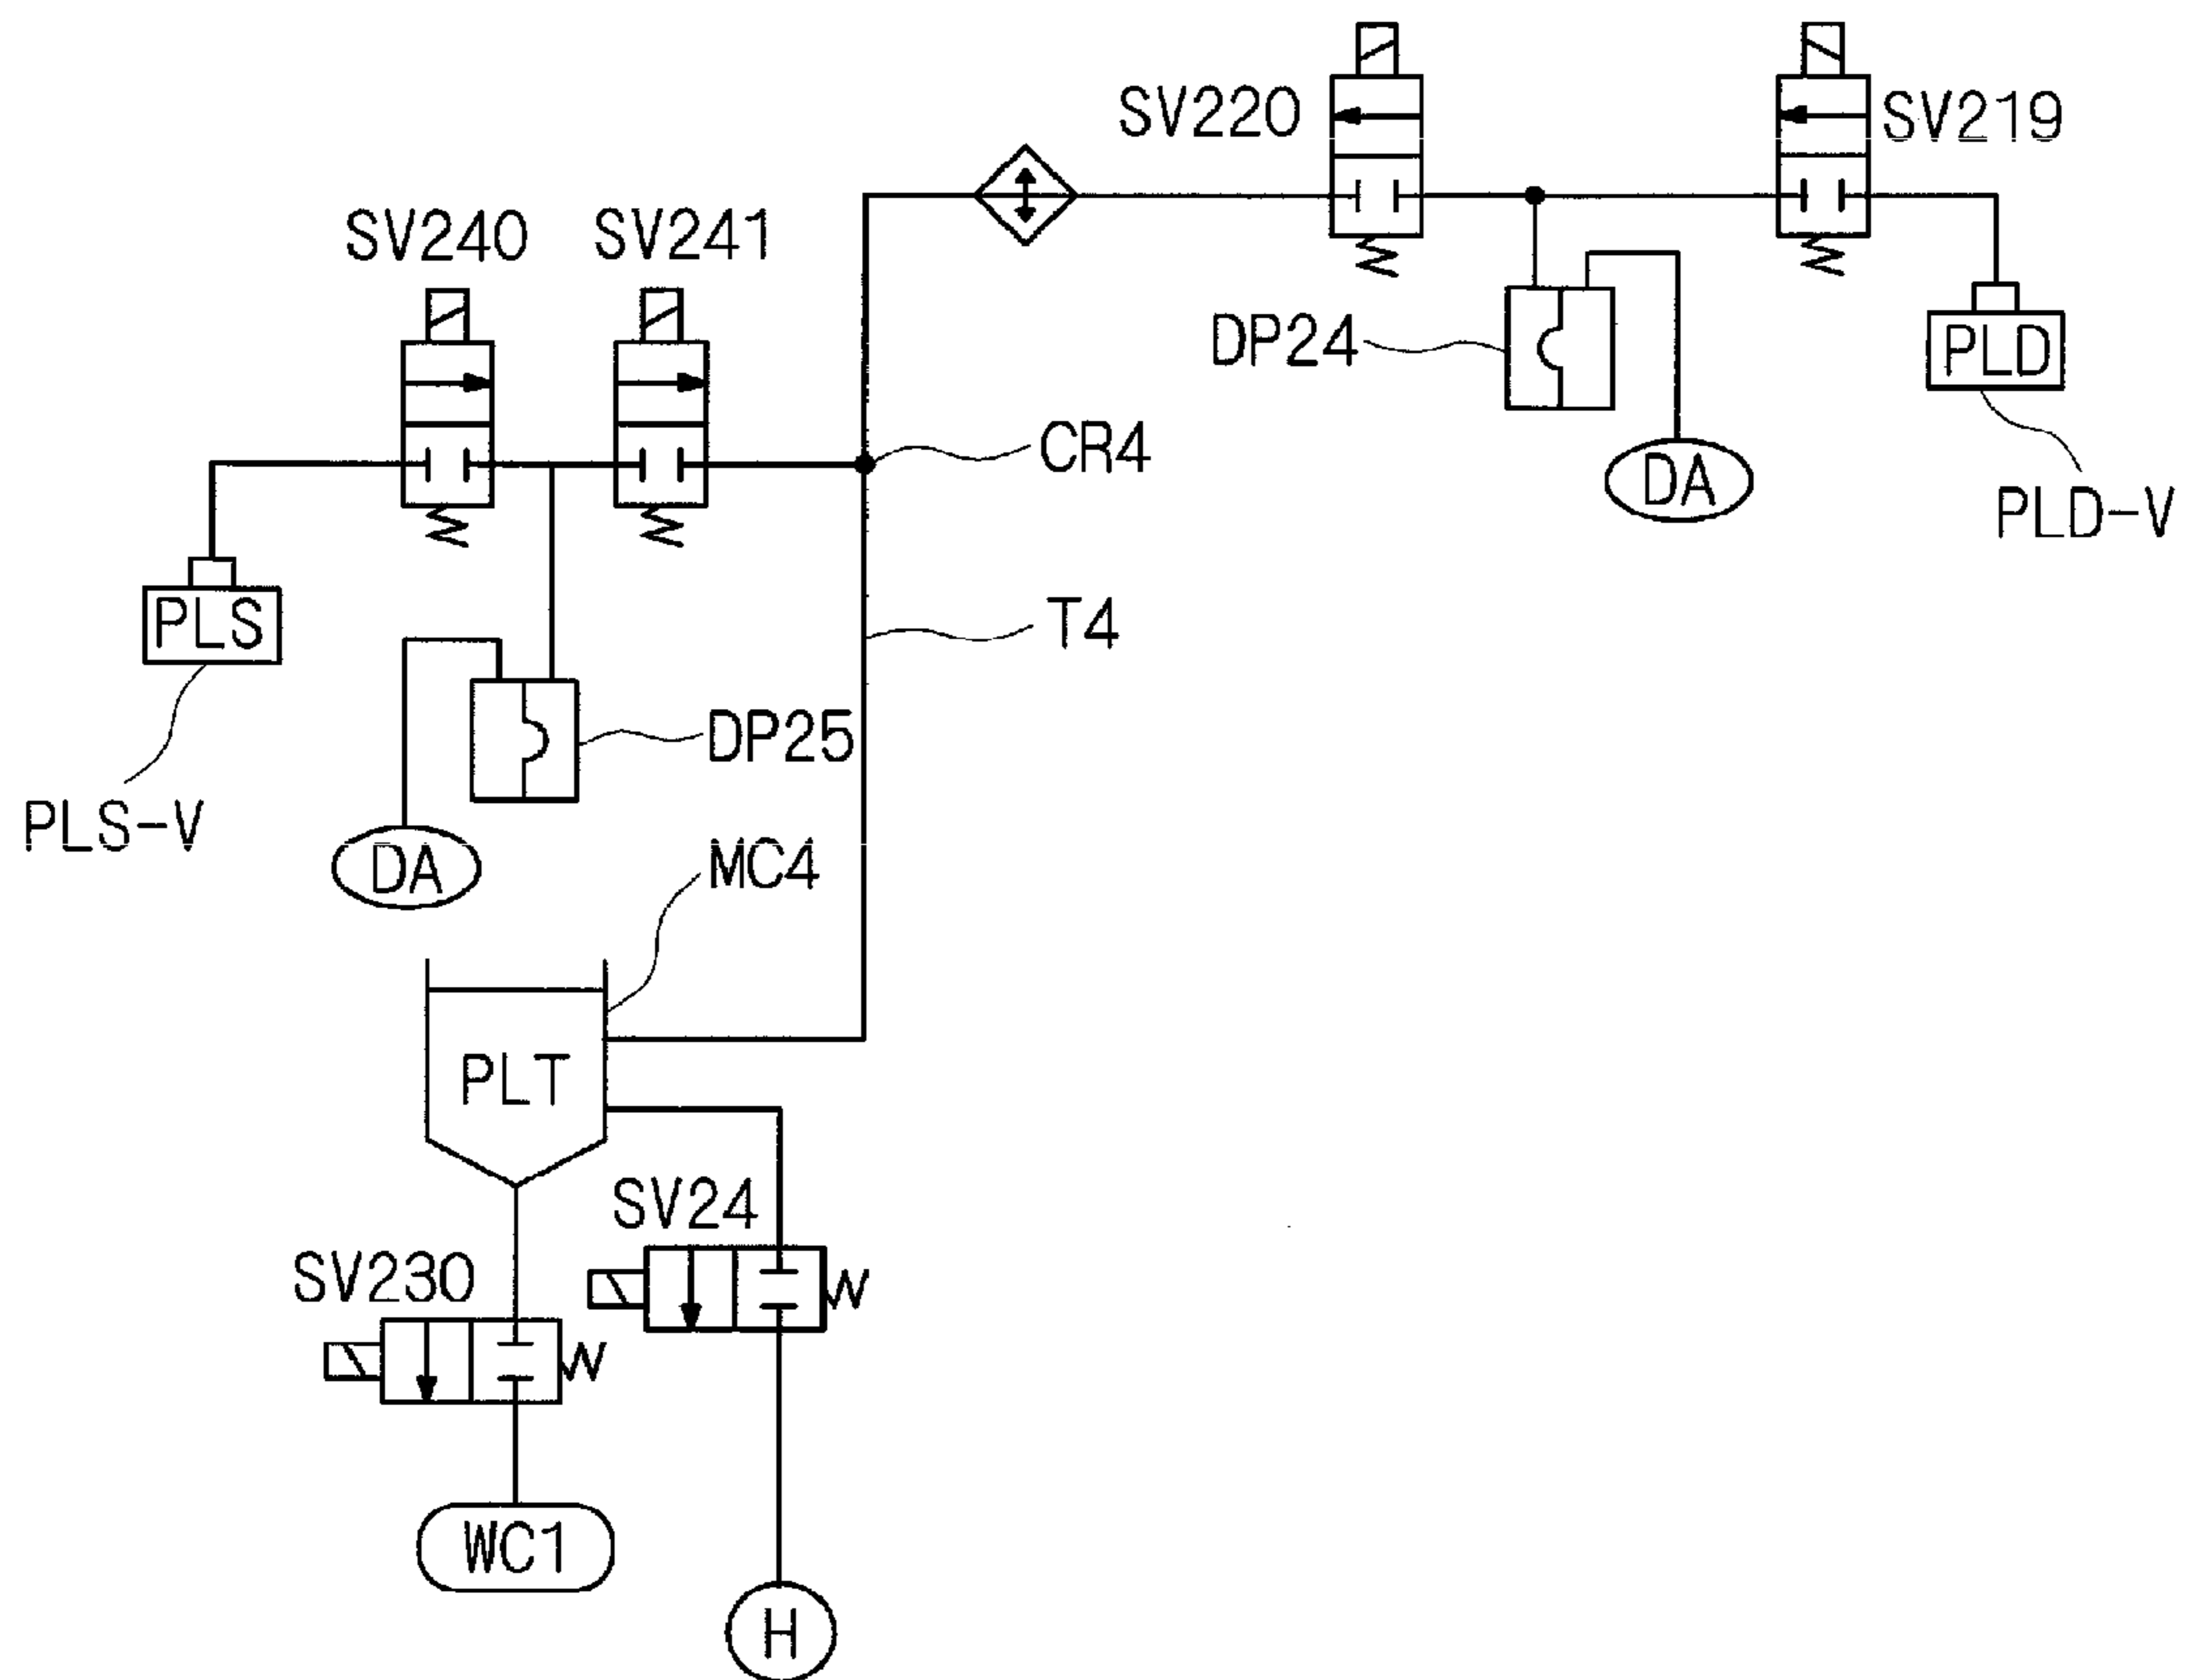 SV220
SV219
SV240
SV241
DP24
PLD
CR4
DA
PLD-V
PLS
T4
DP25
PLS-V
DA
MC4
PLT
SV24
SV230
WC1
H